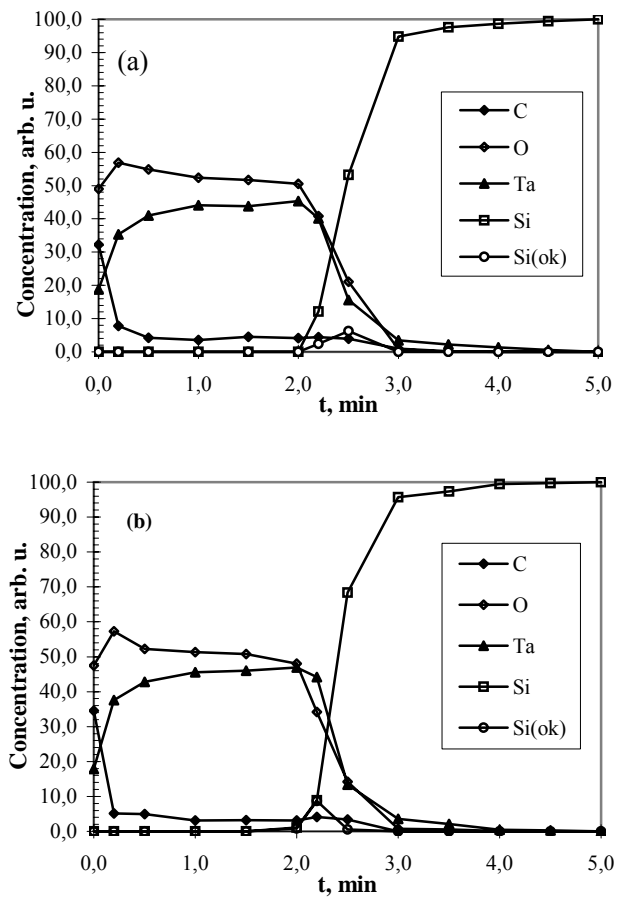 100,0
90,0
80,0
70,0
60,0
50,0
40,0
30,0
20,0
10,0
0,0
Concentration, arb. u.
(a)
C
O
Ta
Si
Si(ok)
0,0 1,0 2,0 3,0 4,0 5,0
t, min
100,0
90,0
80,0
70,0
60,0
50,0
40,0
30,0
20,0
10,0
0,0
Concentration, arb. u.
(b)
C
O
Ta
Si
Si(ok)
0,0 1,0 2,0 3,0 4,0 5,0
t, min